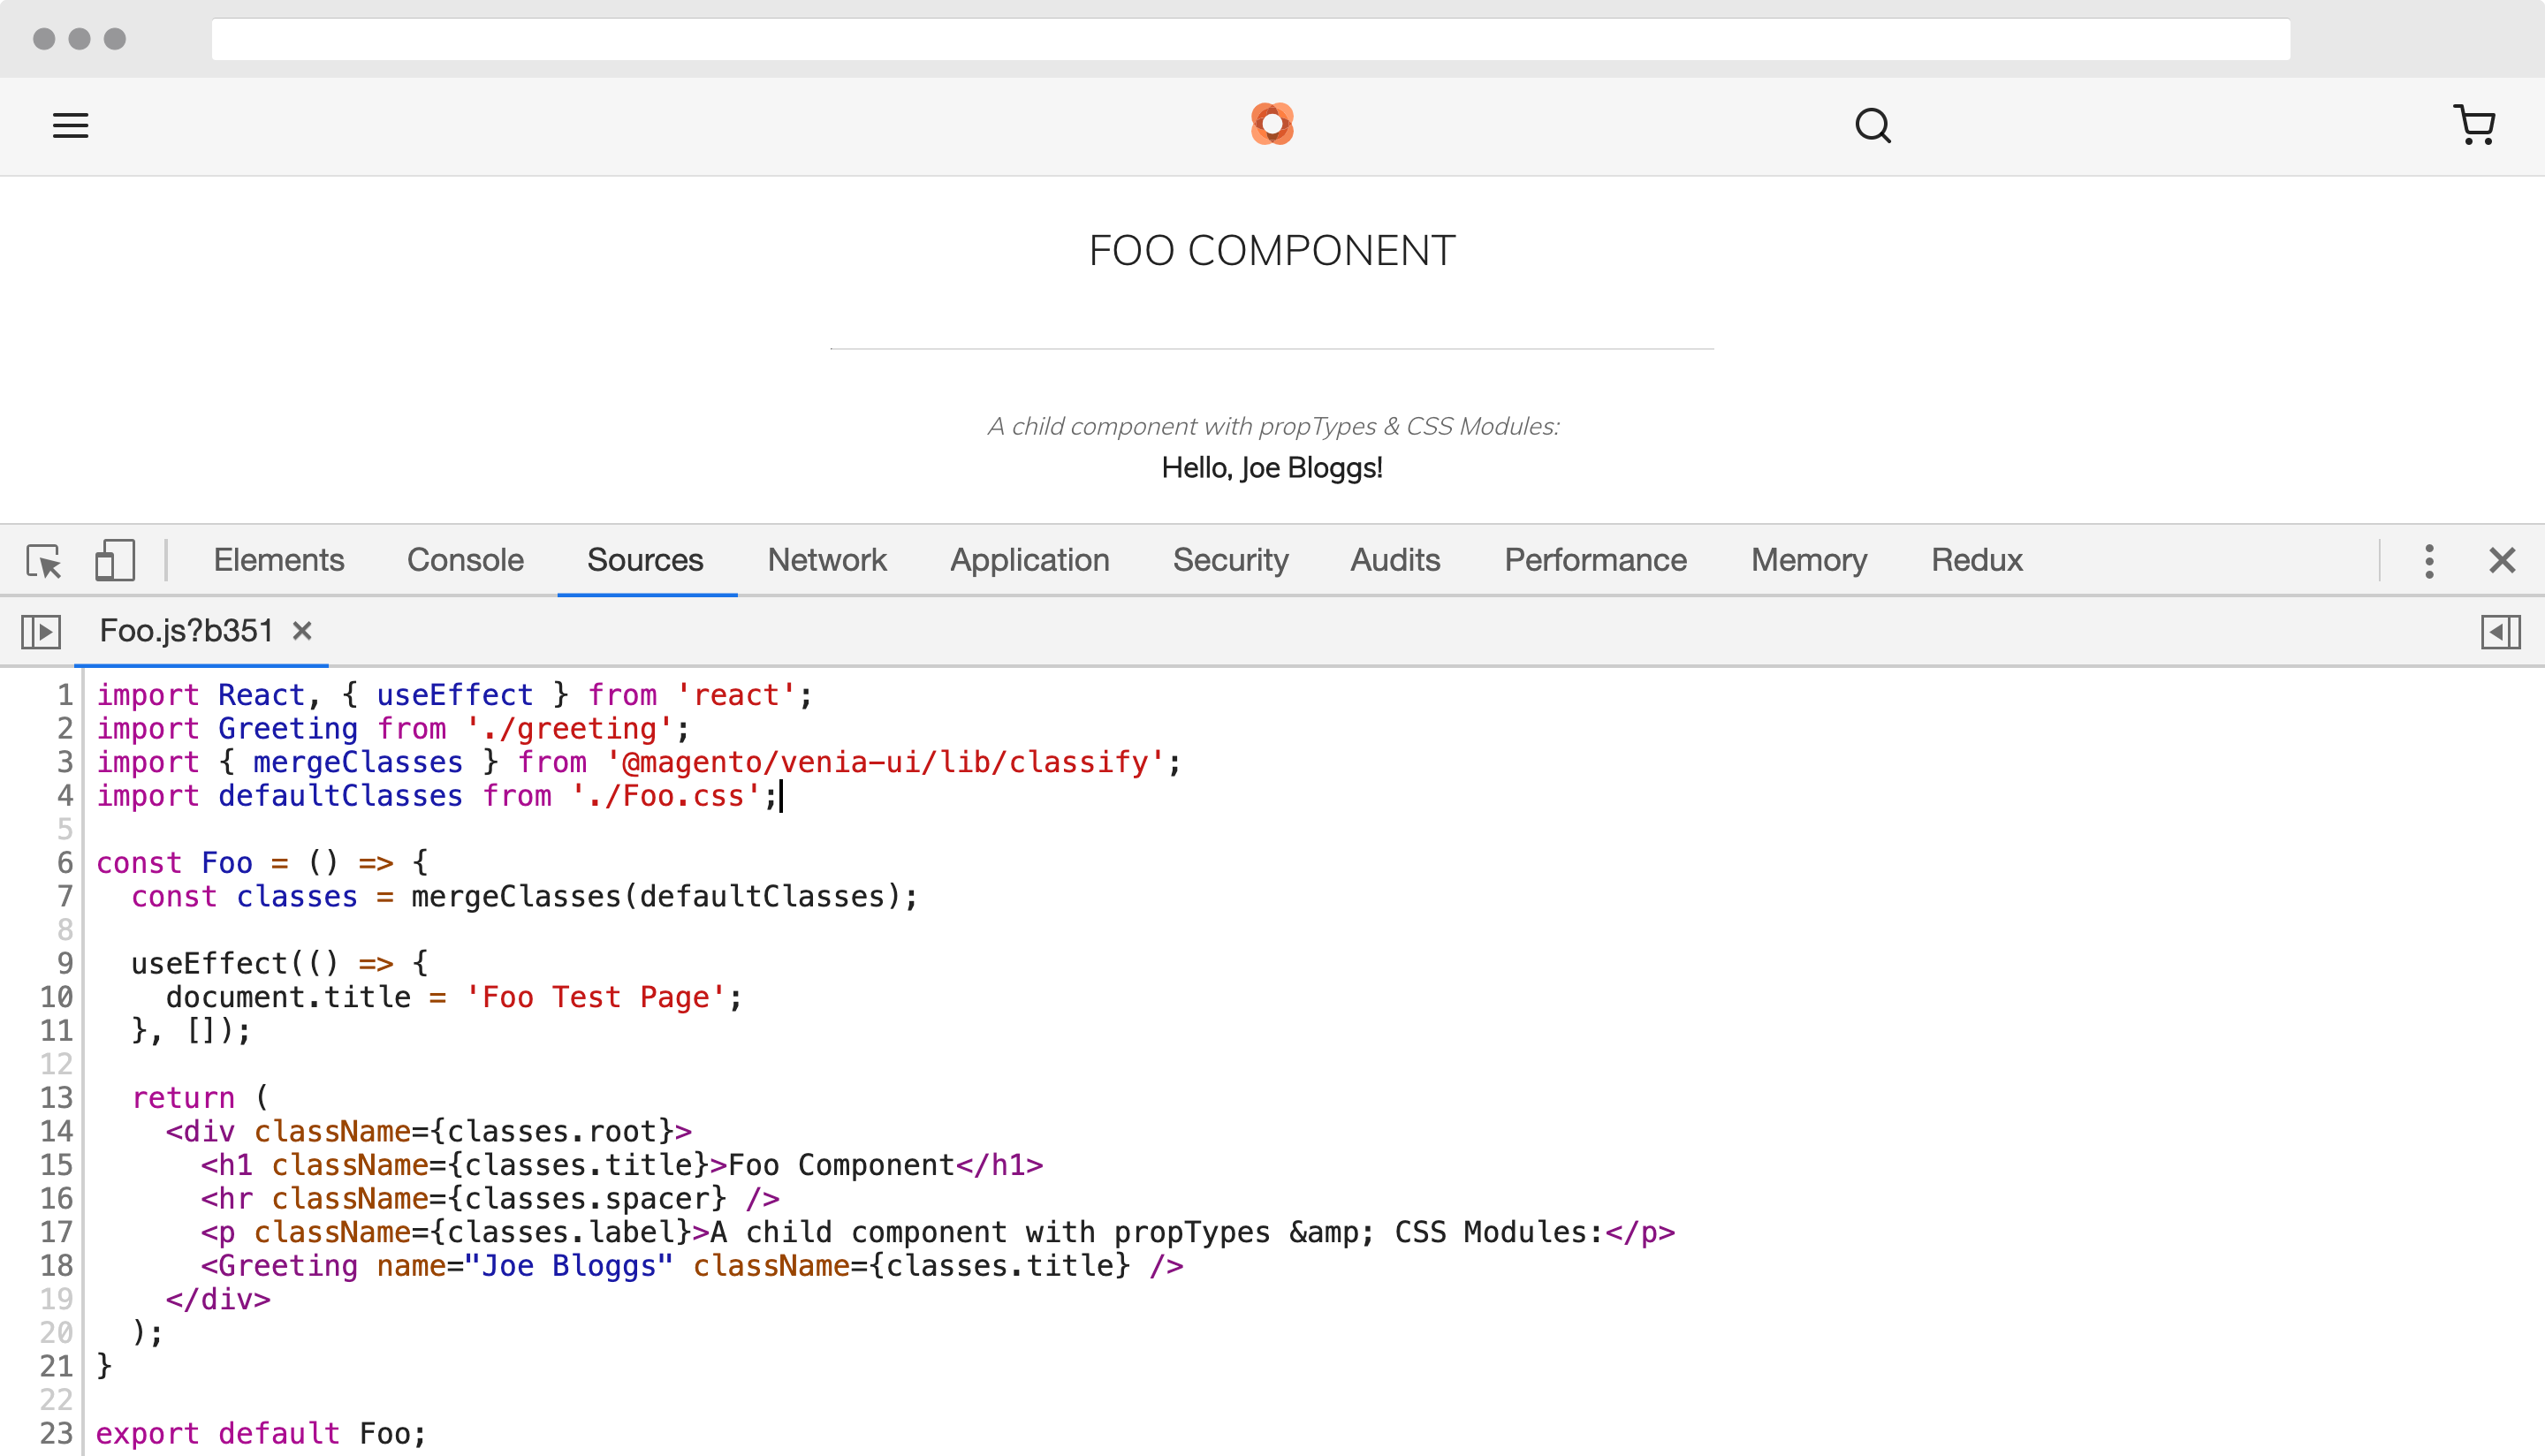 FOO COMPONENT
A child component with propTypes & CSS Modules:
Hello, Joe Bloggs!
Elements Console Sources Network Application Security Audits Performance Memory Redux
Foo.js?b351 ×
1 import React, { useEffect } from 'react';
2 import Greeting from './greeting';
3 import { mergeClasses } from '@magento/venia-ui/lib/classify';
4 import defaultClasses from './Foo.css';
5
6 const Foo = () => {
7   const classes = mergeClasses(defaultClasses);
8
9   useEffect(() => {
10     document.title = 'Foo Test Page';
11   }, []);
12
13   return (
14     <div className={classes.root}>
15       <h1 className={classes.title}>Foo Component</h1>
16       <hr className={classes.spacer} />
17       <p className={classes.label}>A child component with propTypes &amp; CSS Modules:</p>
18       <Greeting name="Joe Bloggs" className={classes.title} />
19     </div>
20   );
21 }
22
23 export default Foo;